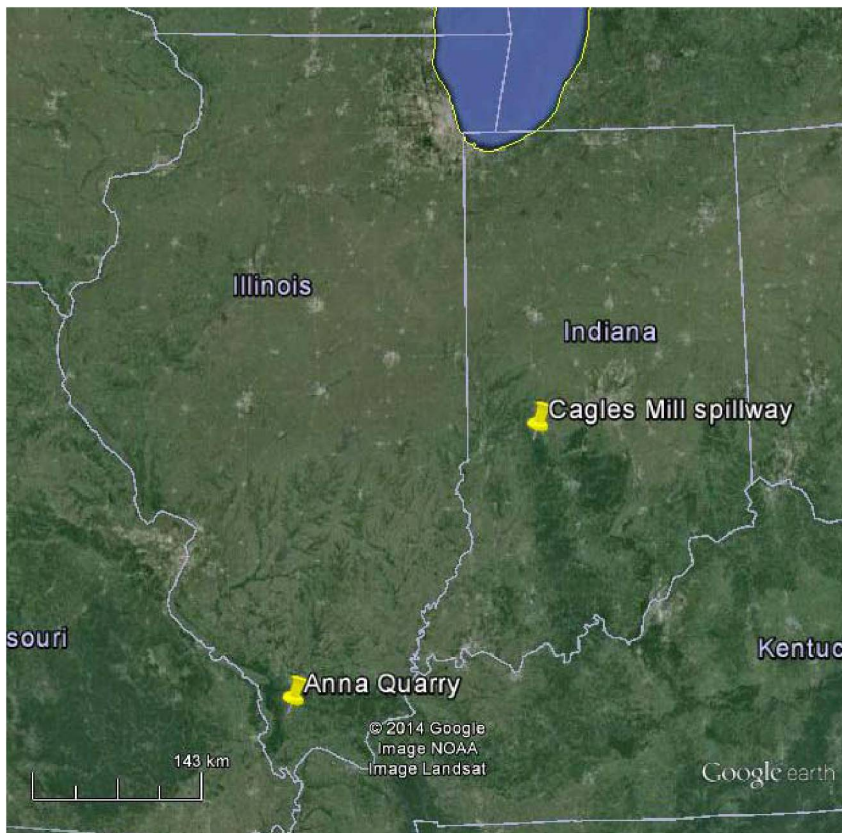 Illinois
Indiana
Cagles Mill spillway
souri
Kentuc
Anna Quarry
© 2014 Google
Image NOAA
Image Landsat
143 km
Google earth